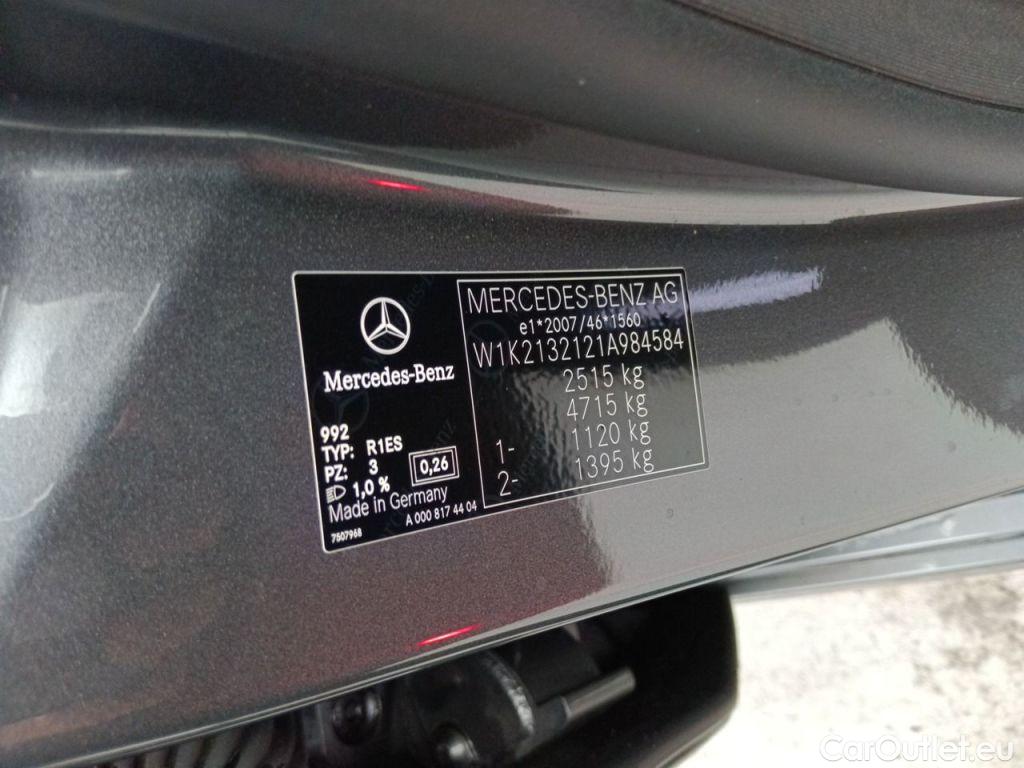 Mercedes-Benz
992
TYP: R1ES
PZ: 3
0,26
1,0 %
Made in Germany
A 000 817 44 04
7507968
MERCEDES-BENZ AG
e1*2007/46*1560
W1K2132121A984584
2515 kg
4715 kg
1- 1120 kg
2- 1395 kg
CarOutlet.eu